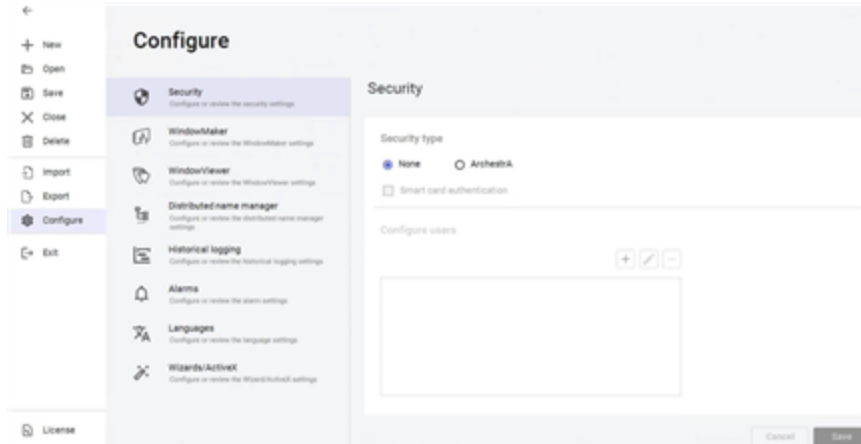 New
Open
Save
Close
Delete
Import
Export
Configure
Exit
License
Configure
Security
Configure or review the security settings
WindowMaker
Configure or review the WindowMaker settings
WindowViewer
Configure or review the WindowViewer settings
Distributed name manager
Configure or review the distributed name manager
settings
Historical logging
Configure or review the historical logging settings
Alarms
Configure or review the alarm settings
Languages
Configure or review the language settings
Wizards/ActiveX
Configure or review the Wizard/ActiveX settings
Security
Security type
None ArchestrA
Smart card authentication
Configure users
Cancel Save